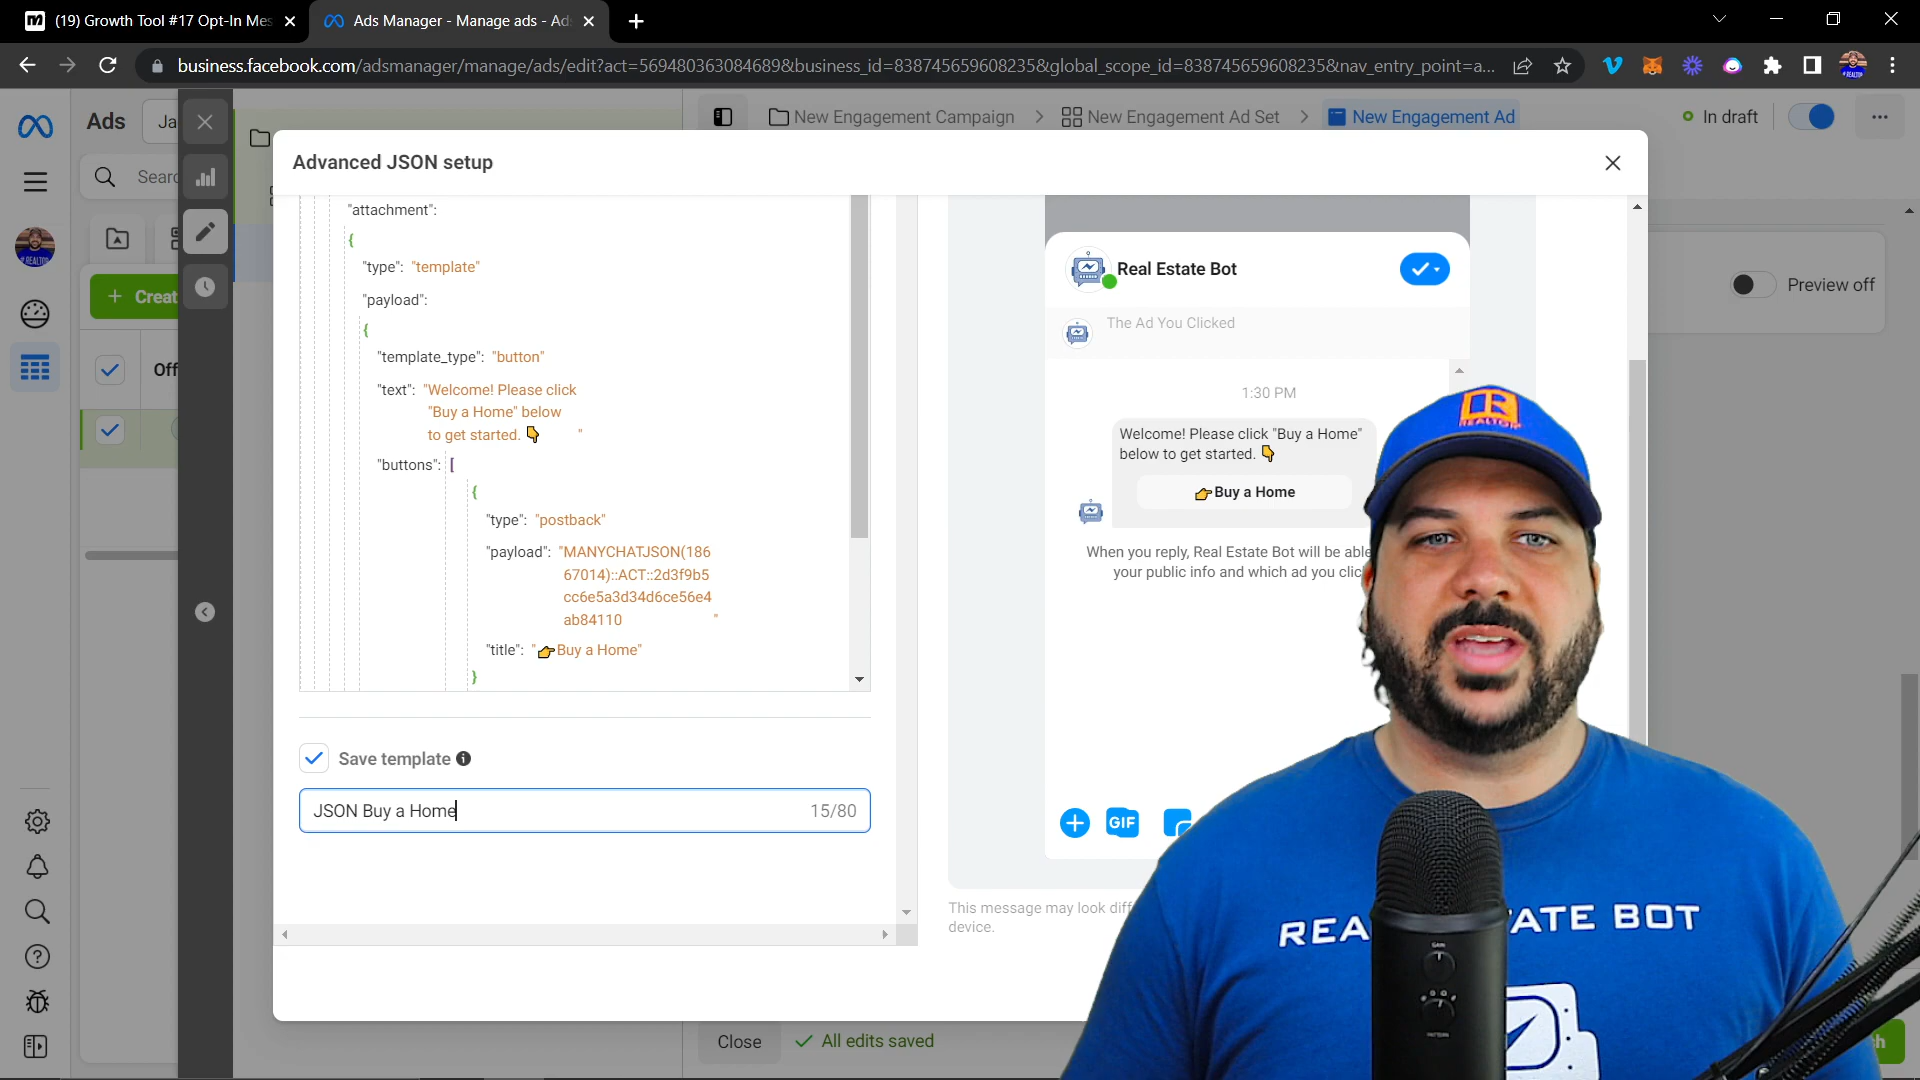 (19) Growth Tool #17 Opt-In Mes
Ads Manager - Manage ads - Ad
business.facebook.com/adsmanager/manage/ads/edit?act=569480363084689&business_id=838745659608235&global_scope_id=838745659608235&nav_entry_point=a...
Ads
Ja
New Engagement Campaign
New Engagement Ad Set
New Engagement Ad
In draft
Sear
Advanced JSON setup
+ Creat
Off
Preview off
"attachment":
{
"type": "template"
"payload":
{
"template_type": "button"
"text": "Welcome! Please click
"Buy a Home" below
to get started. 👇 "
"buttons": [
{
"type": "postback"
"payload": "MANYCHATJSON(186
67014)::ACT::2d3f9b5
cc6e5a3d34d6ce56e4
ab84110 "
"title": "👉Buy a Home"
}
Save template
JSON Buy a Home
15/80
Real Estate Bot
The Ad You Clicked
1:30 PM
Welcome! Please click "Buy a Home"
below to get started. 👇
👉Buy a Home
When you reply, Real Estate Bot will be able
your public info and which ad you clic
GIF
This message may look diff
device.
Close
All edits saved
REALTOR
REA ATE BOT
GAIN
PATTERN
h